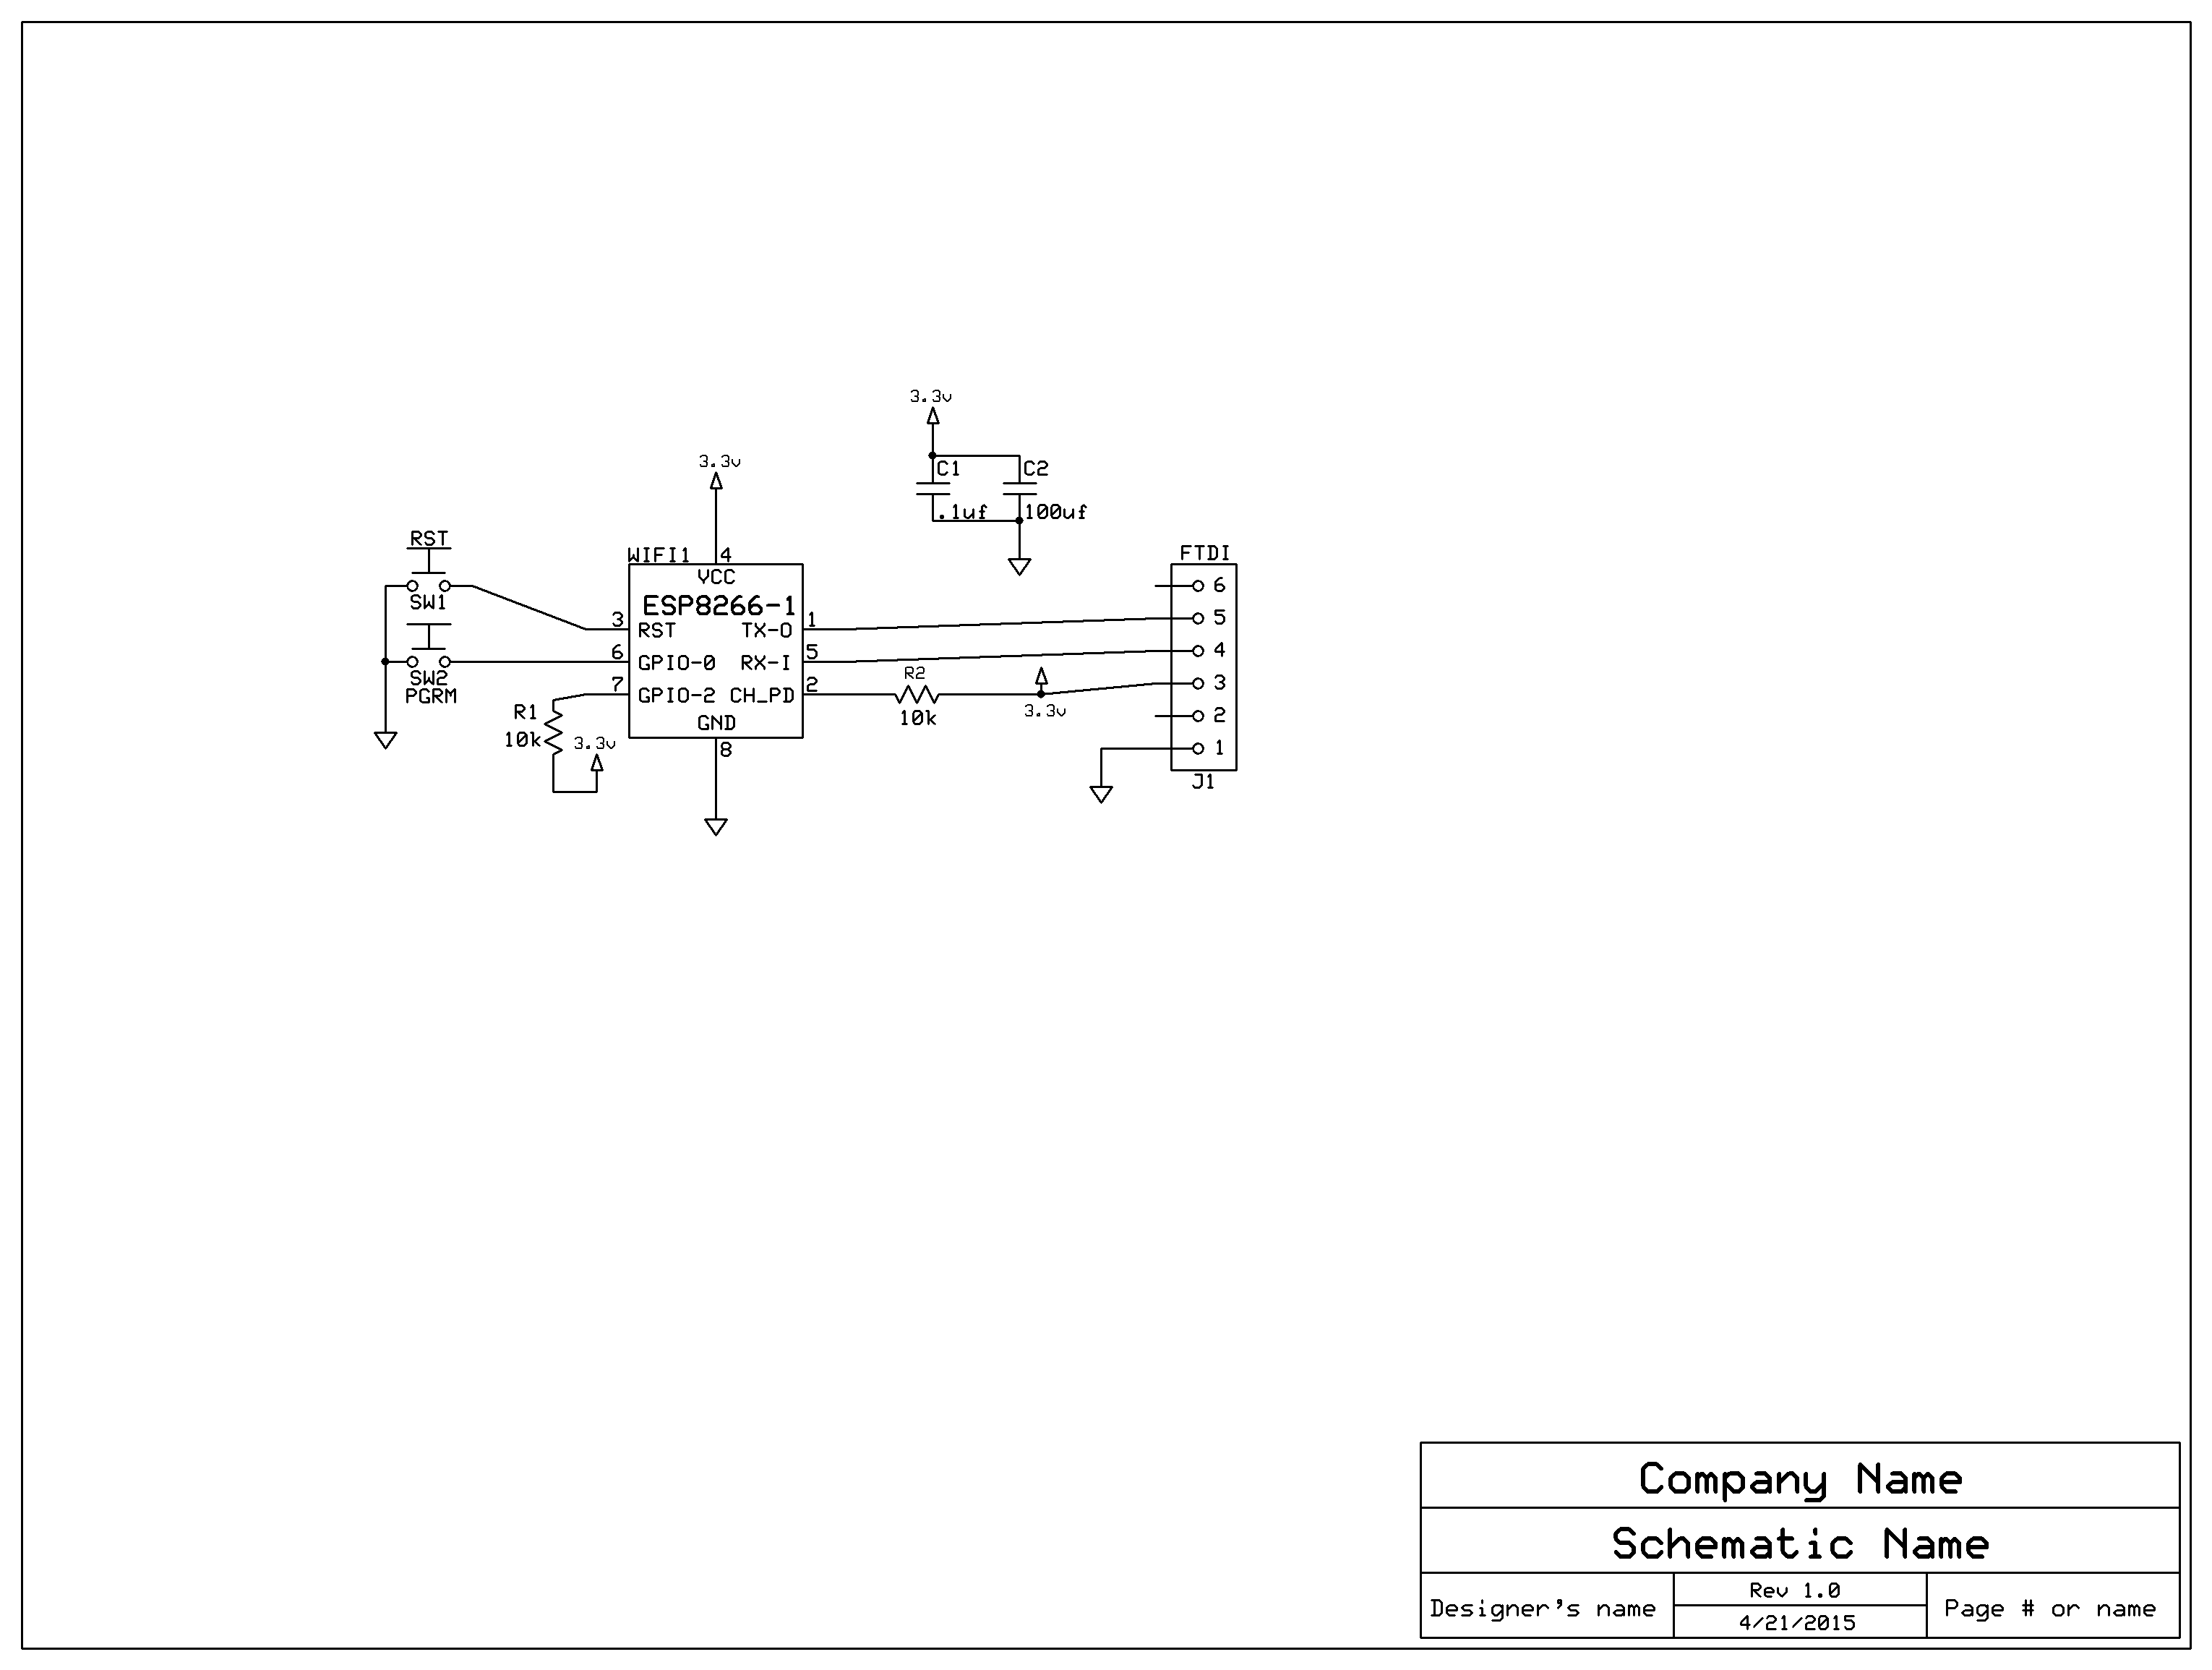 3.3v
C1 C2
.1uf 100uf
3.3v
RST
SW1
SW2
PGRM
WIFI1 4
VCC
ESP8266-1
3 RST TX-O 1
6 GPIO-0 RX-I 5
7 GPIO-2 CH_PD 2
GND
8
R1
10k
3.3v
R2
10k
3.3v
FTDI
6
5
4
3
2
1
J1
Company Name
Schematic Name
Designer's name
Rev 1.0
4/21/2015
Page # or name